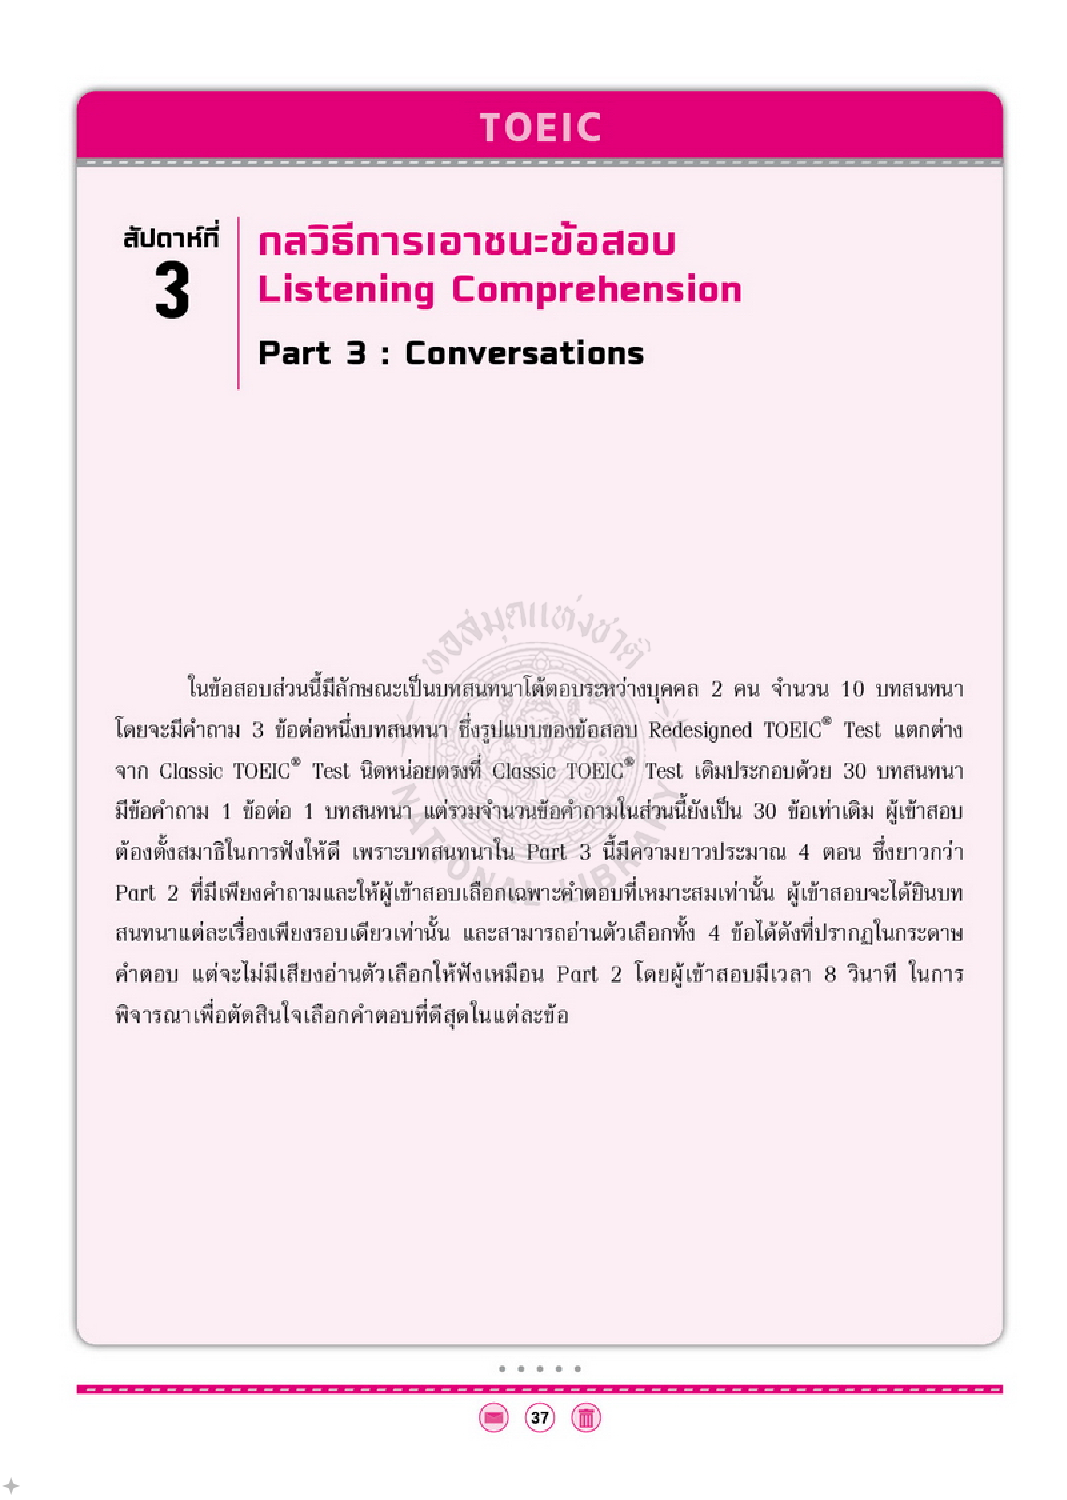 TOEIC
สัปดาห์ที่
3
กลวิธีการเอาชนะข้อสอบ
Listening Comprehension
Part 3 : Conversations
หอสมุดแห่งชาติ
NATIONAL LIBRARY
ในข้อสอบส่วนนี้มีลักษณะเป็นบทสนทนาโต้ตอบระหว่างบุคคล 2 คน จำนวน 10 บทสนทนา
โดยจะมีคำถาม 3 ข้อต่อหนึ่งบทสนทนา ซึ่งรูปแบบของข้อสอบ Redesigned TOEIC® Test แตกต่าง
จาก Classic TOEIC® Test นิดหน่อยตรงที่ Classic TOEIC® Test เดิมประกอบด้วย 30 บทสนทนา
มีข้อคำถาม 1 ข้อต่อ 1 บทสนทนา แต่รวมจำนวนข้อคำถามในส่วนนี้ยังเป็น 30 ข้อเท่าเดิม ผู้เข้าสอบ
ต้องตั้งสมาธิในการฟังให้ดี เพราะบทสนทนาใน Part 3 นี้มีความยาวประมาณ 4 ตอน ซึ่งยาวกว่า
Part 2 ที่มีเพียงคำถามและให้ผู้เข้าสอบเลือกเฉพาะคำตอบที่เหมาะสมเท่านั้น ผู้เข้าสอบจะได้ยินบท
สนทนาแต่ละเรื่องเพียงรอบเดียวเท่านั้น และสามารถอ่านตัวเลือกทั้ง 4 ข้อได้ดังที่ปรากฏในกระดาษ
คำตอบ แต่จะไม่มีเสียงอ่านตัวเลือกให้ฟังเหมือน Part 2 โดยผู้เข้าสอบมีเวลา 8 วินาที ในการ
พิจารณาเพื่อตัดสินใจเลือกคำตอบที่ดีสุดในแต่ละข้อ
37